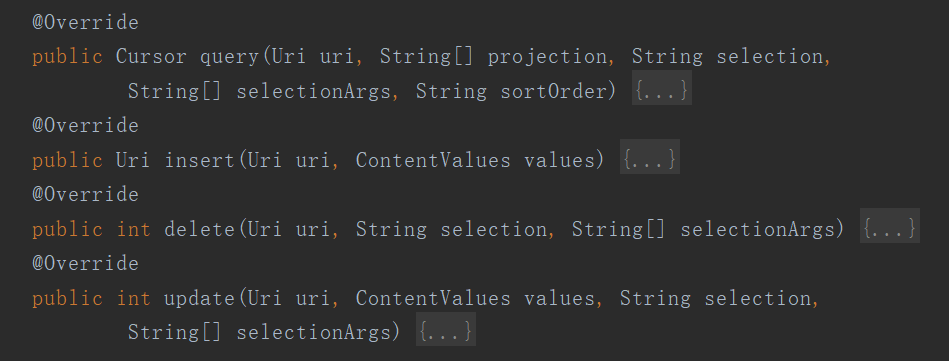 @Override
public Cursor query(Uri uri, String[] projection, String selection,
String[] selectionArgs, String sortOrder) {...}
@Override
public Uri insert(Uri uri, ContentValues values) {...}
@Override
public int delete(Uri uri, String selection, String[] selectionArgs) {...}
@Override
public int update(Uri uri, ContentValues values, String selection,
String[] selectionArgs) {...}